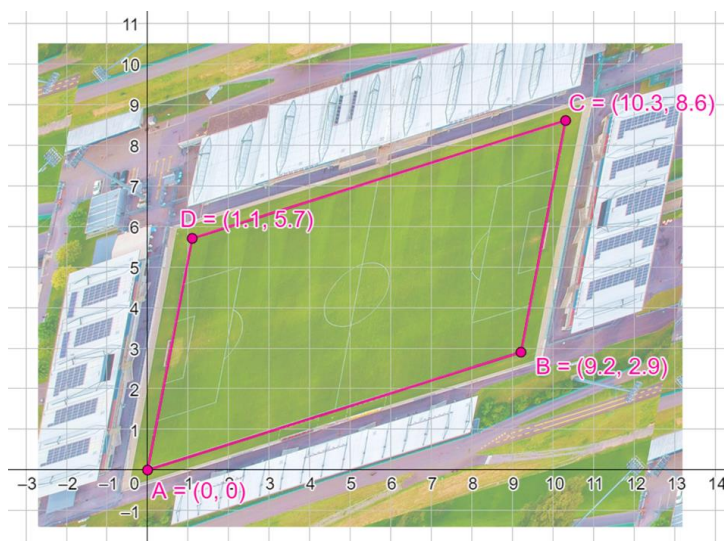 11
10
9
C = (10.3, 8.6)
8
7
6
D = (1.1, 5.7)
5
4
3
B = (9.2, 2.9)
2
1
−3 −2 −1 0 1 2 3 4 5 6 7 8 9 10 11 12 13 14
A = (0, 0)
−1